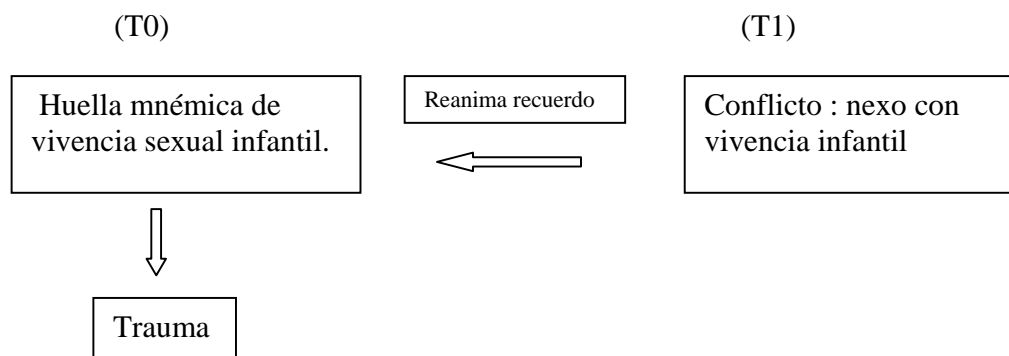 (T0)
(T1)
Huella mnémica de
vivencia sexual infantil.
Reanima recuerdo
Conflicto : nexo con
vivencia infantil
Trauma